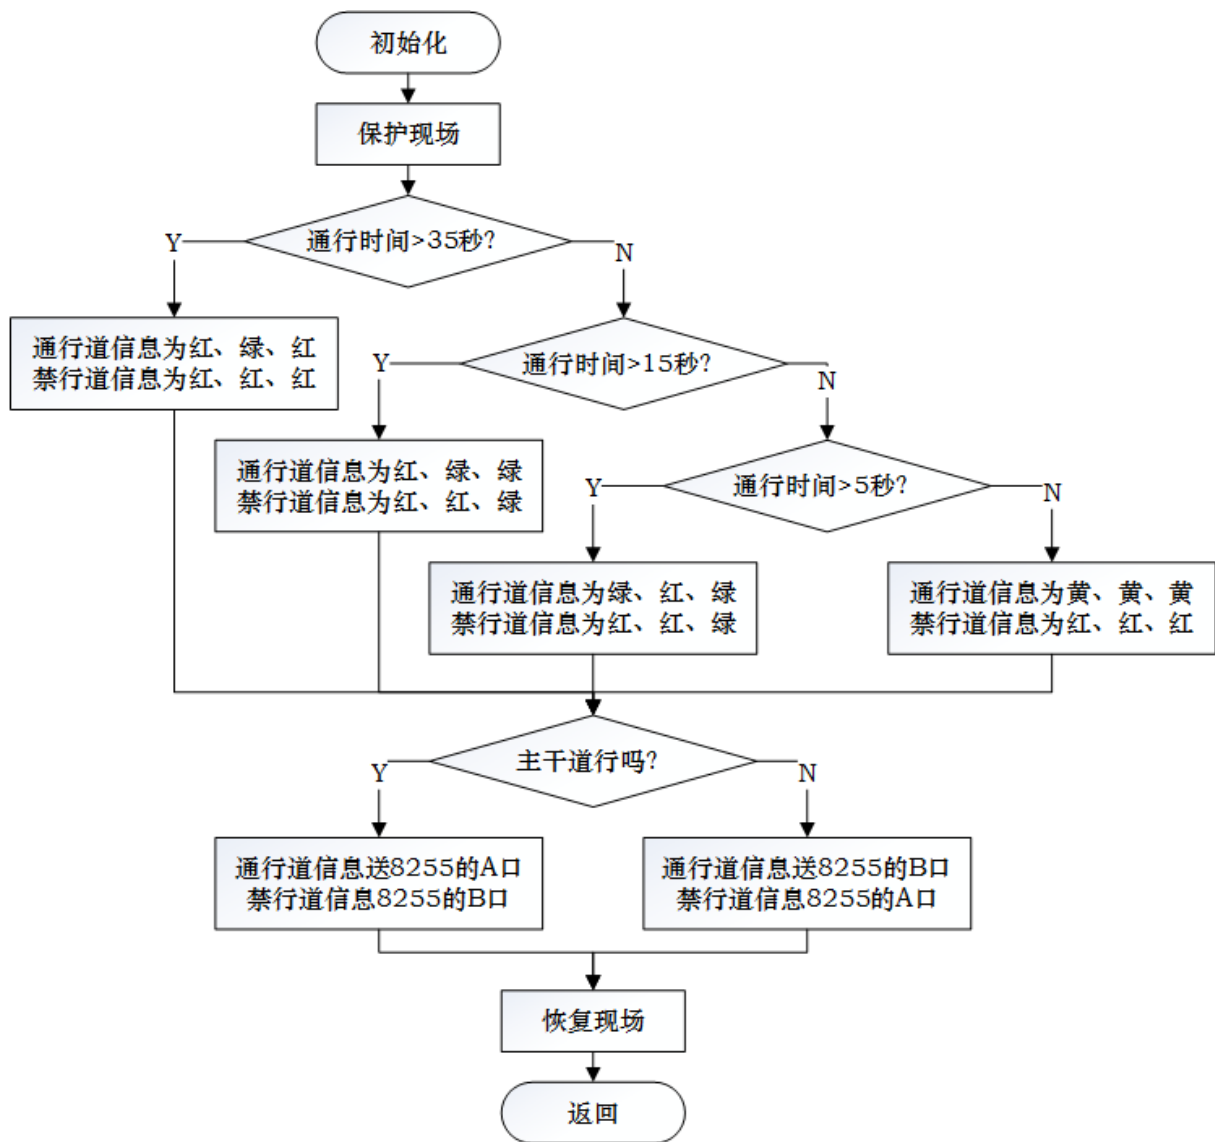 初始化
保护现场
通行时间>35秒?
Y
N
通行道信息为红、绿、红
禁行道信息为红、红、红
通行时间>15秒?
Y
N
通行道信息为红、绿、绿
禁行道信息为红、红、绿
通行时间>5秒?
Y
N
通行道信息为绿、红、绿
禁行道信息为红、红、绿
通行道信息为黄、黄、黄
禁行道信息为红、红、红
主干道行吗?
Y
N
通行道信息送8255的A口
禁行道信息8255的B口
通行道信息送8255的B口
禁行道信息8255的A口
恢复现场
返回